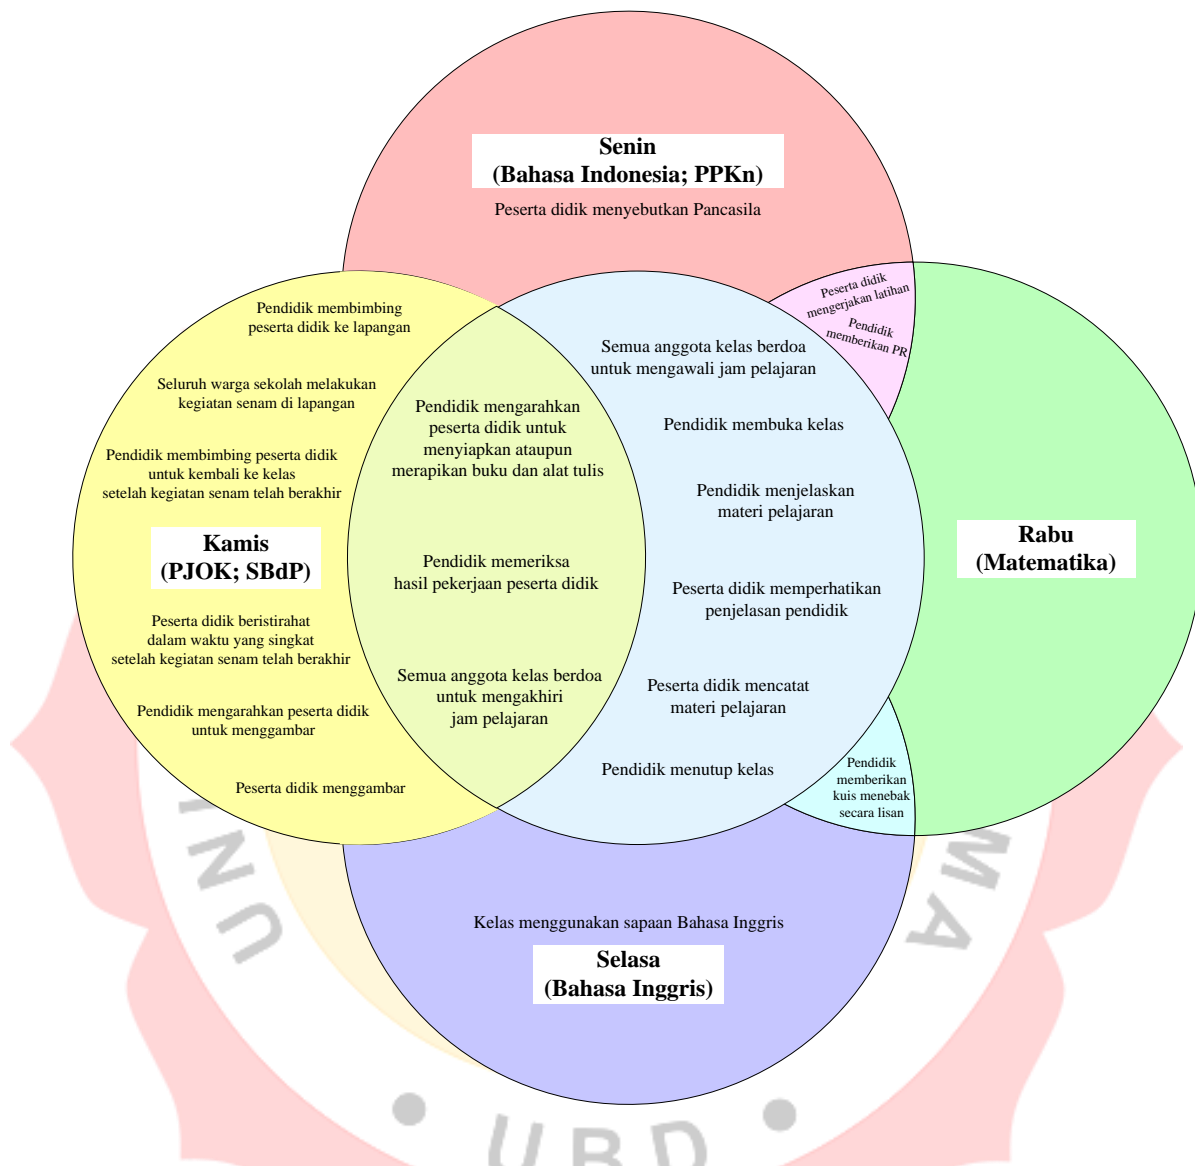 Senin
(Bahasa Indonesia; PPKn)
Peserta didik menyebutkan Pancasila
Peserta didik
mengerjakan latihan
Pendidik
memberikan PR
Pendidik membimbing
peserta didik ke lapangan
Seluruh warga sekolah melakukan
kegiatan senam di lapangan
Pendidik membimbing peserta didik
untuk kembali ke kelas
setelah kegiatan senam telah berakhir
Kamis
(PJOK; SBdP)
Peserta didik beristirahat
dalam waktu yang singkat
setelah kegiatan senam telah berakhir
Pendidik mengarahkan peserta didik
untuk menggambar
Peserta didik menggambar
Pendidik mengarahkan
peserta didik untuk
menyiapkan ataupun
merapikan buku dan alat tulis
Pendidik memeriksa
hasil pekerjaan peserta didik
Semua anggota kelas berdoa
untuk mengakhiri
jam pelajaran
Semua anggota kelas berdoa
untuk mengawali jam pelajaran
Pendidik membuka kelas
Pendidik menjelaskan
materi pelajaran
Peserta didik memperhatikan
penjelasan pendidik
Peserta didik mencatat
materi pelajaran
Pendidik menutup kelas
Rabu
(Matematika)
Pendidik
memberikan
kuis menebak
secara lisan
Kelas menggunakan sapaan Bahasa Inggris
Selasa
(Bahasa Inggris)
UNI
MA
UBD